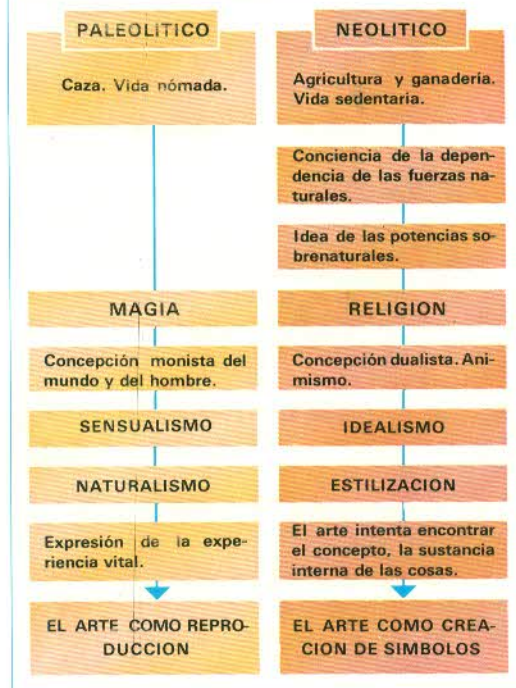 PALEOLITICO
Caza. Vida nómada.
MAGIA
Concepción monista del
mundo y del hombre.
SENSUALISMO
NATURALISMO
Expresión de la expe-
riencia vital.
EL ARTE COMO REPRO-
DUCCION
NEOLITICO
Agricultura y ganadería.
Vida sedentaria.
Conciencia de la depen-
dencia de las fuerzas na-
turales.
Idea de las potencias so-
brenaturales.
RELIGION
Concepción dualista. Ani-
mismo.
IDEALISMO
ESTILIZACION
El arte intenta encontrar
el concepto, la sustancia
interna de las cosas.
EL ARTE COMO CREA-
CION DE SIMBOLOS